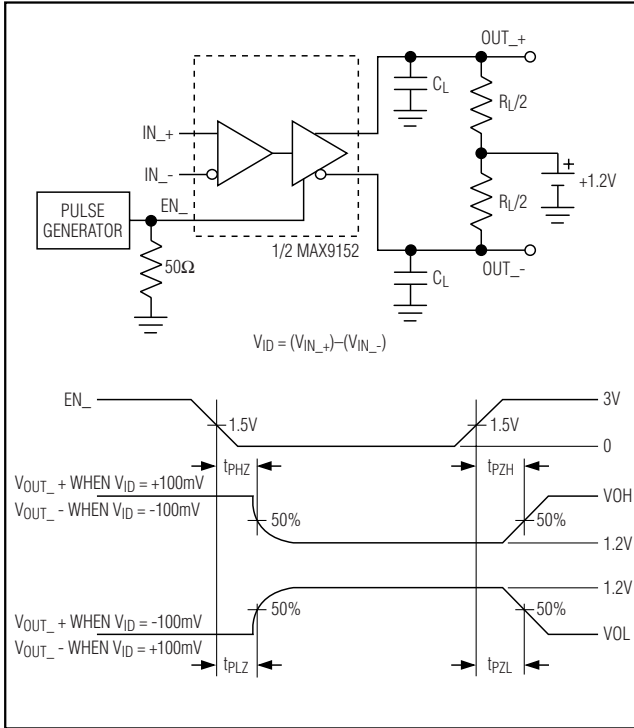 OUT_+
C_L
R_L/2
IN_+
IN_-
+
+1.2V
EN_
R_L/2
PULSE
GENERATOR
50Ω
1/2 MAX9152
C_L
OUT_-
V_ID = (V_IN_+)–(V_IN_-)
EN_
3V
1.5V
1.5V
0
t_PHZ
t_PZH
V_OUT_ + WHEN V_ID = +100mV
V_OUT_ - WHEN V_ID = -100mV
VOH
50%
50%
1.2V
1.2V
V_OUT_ + WHEN V_ID = -100mV
V_OUT_ - WHEN V_ID = +100mV
50%
50%
VOL
t_PLZ
t_PZL